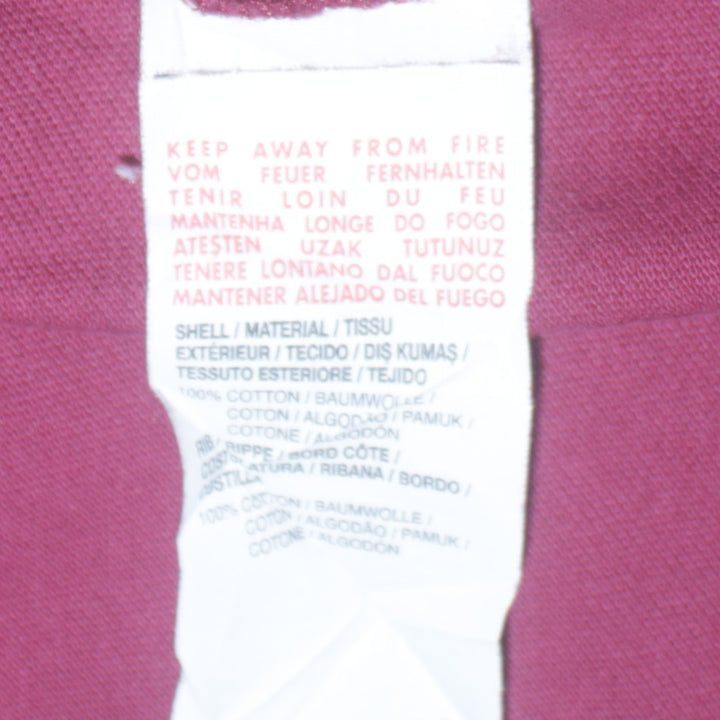 KEEP AWAY FROM FIRE
VOM FEUER FERNHALTEN
TENIR LOIN DU FEU
MANTENHA LONGE DO FOGO
ATEŞTEN UZAK TUTUNUZ
TENERE LONTANO DAL FUOCO
MANTENER ALEJADO DEL FUEGO
SHELL / MATERIAL / TISSU
EXTÉRIEUR / TECIDO / DIŞ KUMAŞ /
TESSUTO ESTERIORE / TEJIDO
100% COTTON / BAUMWOLLE /
COTON / ALGODÃO / PAMUK /
COTONE / ALGODÓN
RIB / RIPPE / BORD CÔTE /
/ RIBANA / BORDO /
100% COTTON / BAUMWOLLE /
COTON / ALGODÃO / PAMUK /
COTONE / ALGODÓN